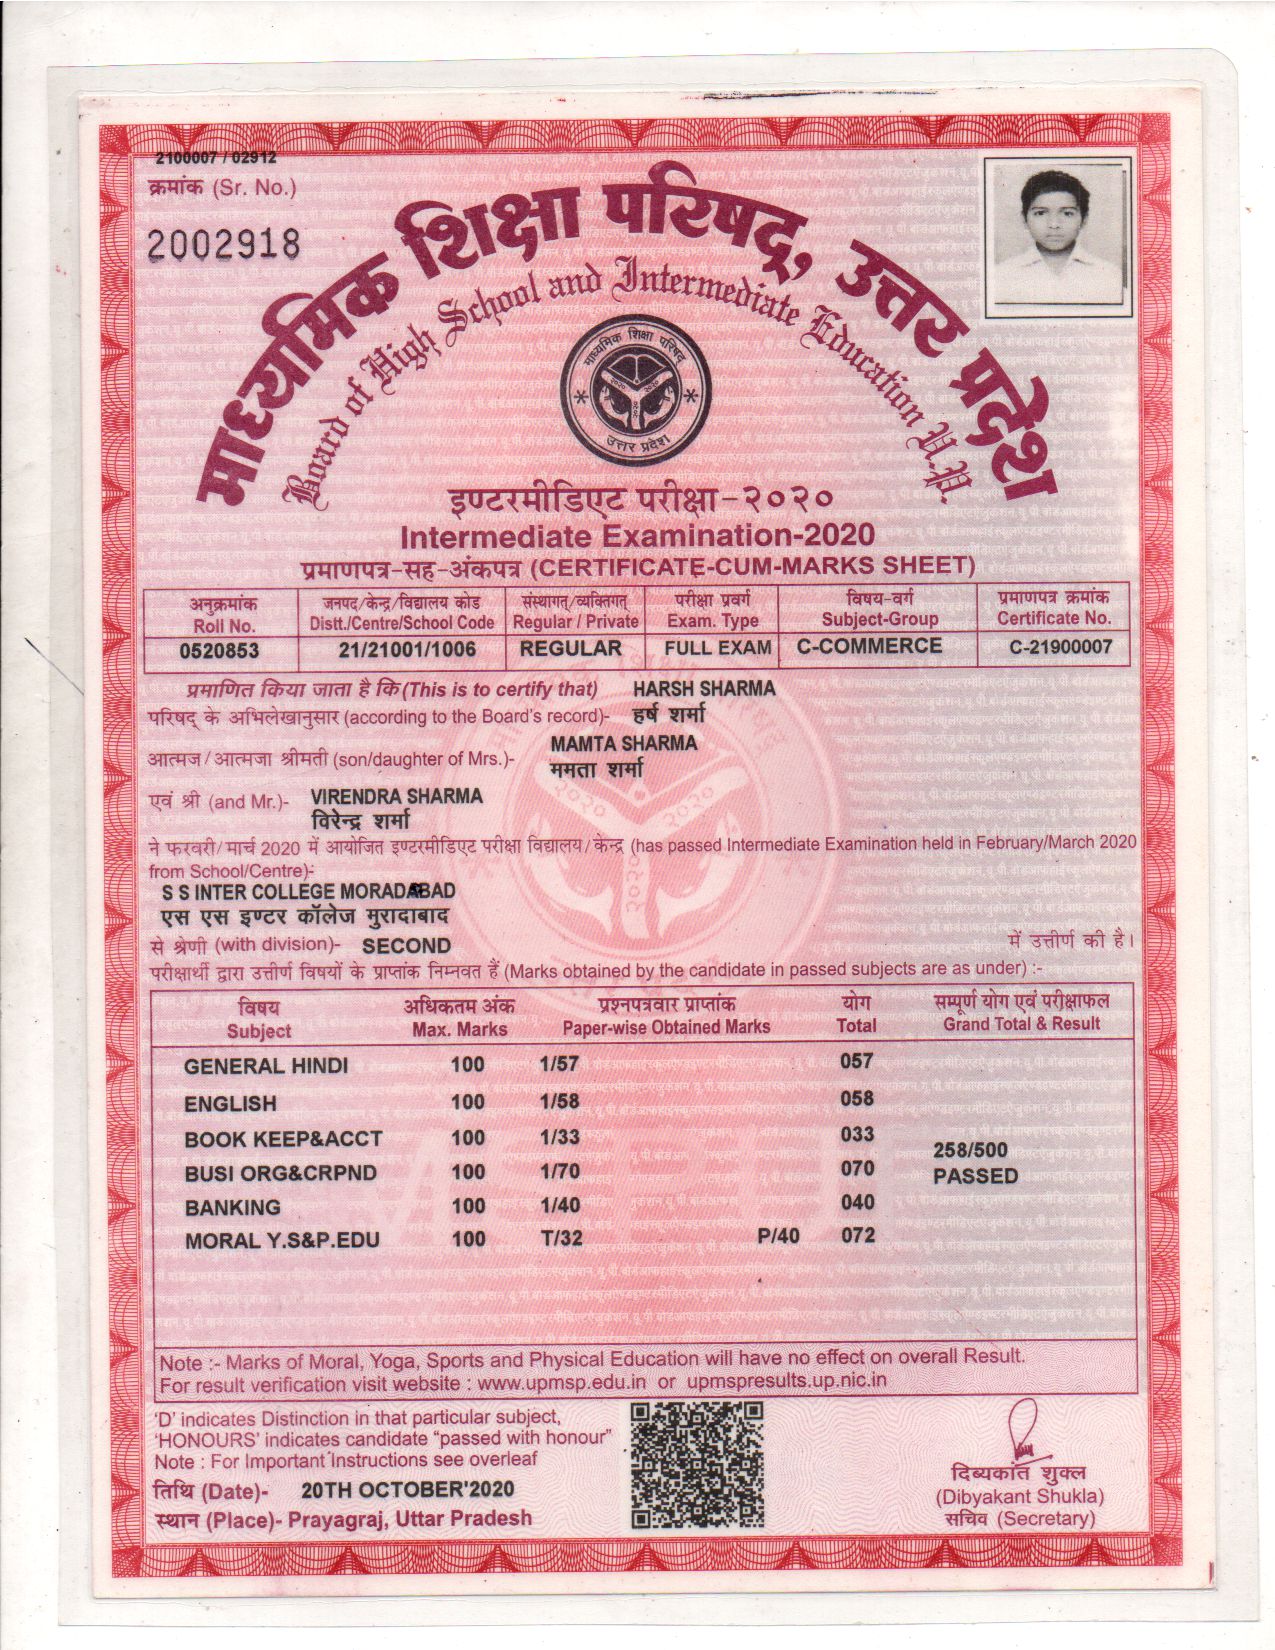 2100007 / 02912
क्रमांक (Sr. No.)
2002918
माध्यमिक शिक्षा परिषद्, उत्तर प्रदेश
Board of High School and Intermediate Education U.P.
माध्यमिक शिक्षा परिषद्
उत्तर प्रदेश
इण्टरमीडिएट परीक्षा-२०२०
Intermediate Examination-2020
प्रमाणपत्र-सह-अंकपत्र (CERTIFICATE-CUM-MARKS SHEET)
अनुक्रमांक जनपद/केन्द्र/विद्यालय कोड संस्थागत्/व्यक्तिगत् परीक्षा प्रवर्ग विषय-वर्ग प्रमाणपत्र क्रमांक
Roll No. Distt./Centre/School Code Regular / Private Exam. Type Subject-Group Certificate No.
0520853 21/21001/1006 REGULAR FULL EXAM C-COMMERCE C-21900007
प्रमाणित किया जाता है कि (This is to certify that) HARSH SHARMA
परिषद् के अभिलेखानुसार (according to the Board's record)- हर्ष शर्मा
MAMTA SHARMA
आत्मज/आत्मजा श्रीमती (son/daughter of Mrs.)- ममता शर्मा
एवं श्री (and Mr.)- VIRENDRA SHARMA
विरेन्द्र शर्मा
ने फरवरी/मार्च 2020 में आयोजित इण्टरमीडिएट परीक्षा विद्यालय/केन्द्र (has passed Intermediate Examination held in February/March 2020
from School/Centre)-
S S INTER COLLEGE MORADABAD
एस एस इण्टर कॉलेज मुरादाबाद
से श्रेणी (with division)- SECOND में उत्तीर्ण की है।
परीक्षार्थी द्वारा उत्तीर्ण विषयों के प्राप्तांक निम्नवत हैं (Marks obtained by the candidate in passed subjects are as under) :-
विषय अधिकतम अंक प्रश्नपत्रवार प्राप्तांक योग सम्पूर्ण योग एवं परीक्षाफल
Subject Max. Marks Paper-wise Obtained Marks Total Grand Total & Result
GENERAL HINDI 100 1/57 057
ENGLISH 100 1/58 058
BOOK KEEP&ACCT 100 1/33 033
258/500
BUSI ORG&CRPND 100 1/70 070
PASSED
BANKING 100 1/40 040
MORAL Y.S&P.EDU 100 T/32 P/40 072
Note :- Marks of Moral, Yoga, Sports and Physical Education will have no effect on overall Result.
For result verification visit website : www.upmsp.edu.in or upmspresults.up.nic.in
'D' indicates Distinction in that particular subject,
'HONOURS' indicates candidate "passed with honour"
Note : For Important Instructions see overleaf
तिथि (Date)- 20TH OCTOBER'2020
स्थान (Place)- Prayagraj, Uttar Pradesh
दिब्यकांत शुक्ल
(Dibyakant Shukla)
सचिव (Secretary)